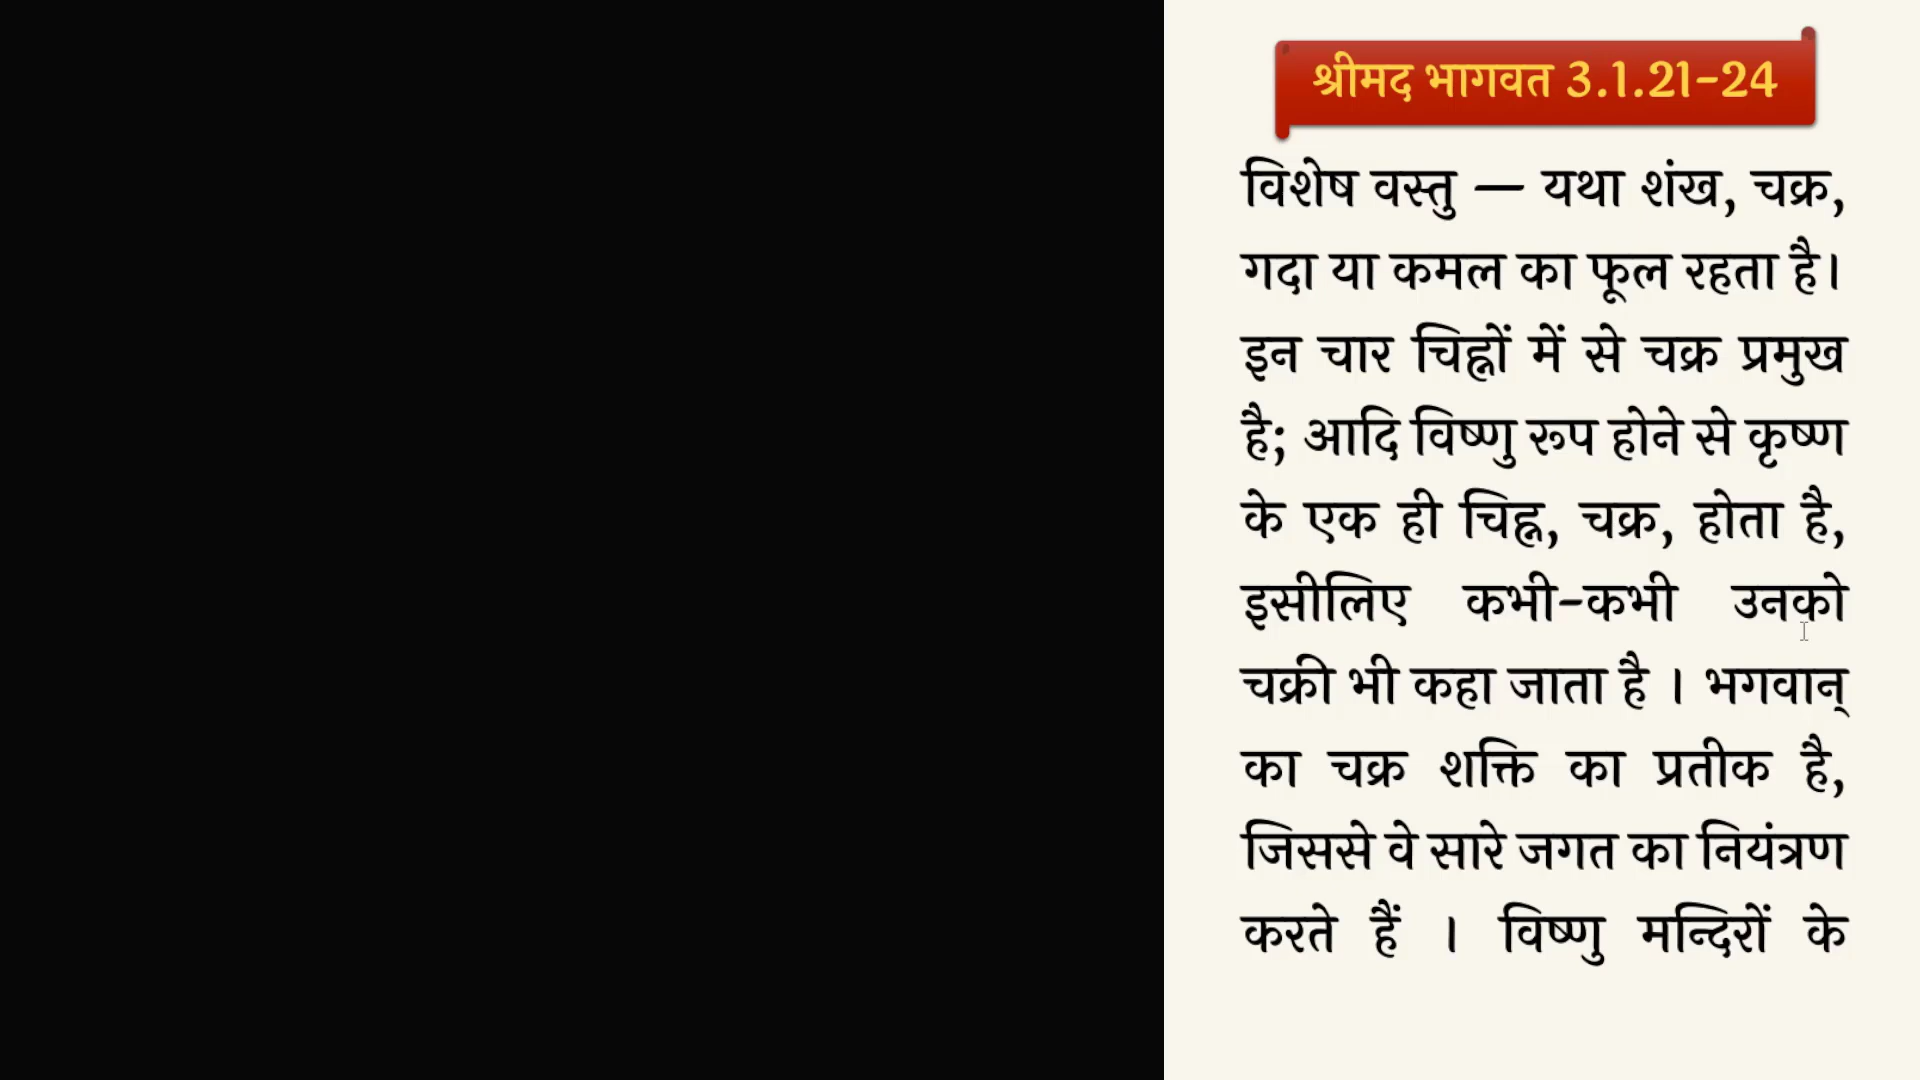 श्रीमद भागवत 3.1.21-24
विशेष वस्तु — यथा शंख, चक्र,
गदा या कमल का फूल रहता है।
इन चार चिह्नों में से चक्र प्रमुख
है; आदि विष्णु रूप होने से कृष्ण
के एक ही चिह्न, चक्र, होता है,
इसीलिए कभी-कभी उनको
चक्री भी कहा जाता है । भगवान्
का चक्र शक्ति का प्रतीक है,
जिससे वे सारे जगत का नियंत्रण
करते हैं । विष्णु मन्दिरों के